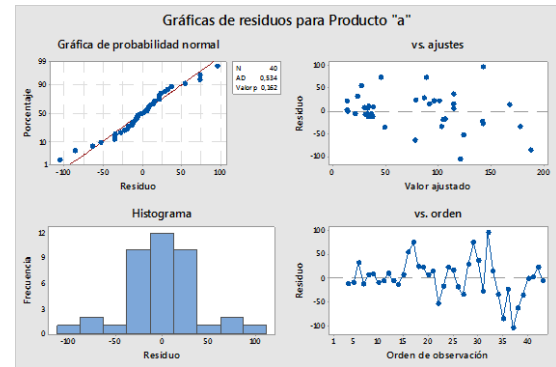 Gráficas de residuos para Producto "a"
Gráfica de probabilidad normal
99
90
50
10
1
Porcentaje
-100 -50 0 50 100
Residuo
N 40
AD 0,534
Valor p 0,162
vs. ajustes
100
50
0
-50
-100
Residuo
0 50 100 150 200
Valor ajustado
Histograma
12
9
6
3
0
Frecuencia
-100 -50 0 50 100
Residuo
vs. orden
100
50
0
-50
-100
Residuo
1 5 10 15 20 25 30 35 40
Orden de observación